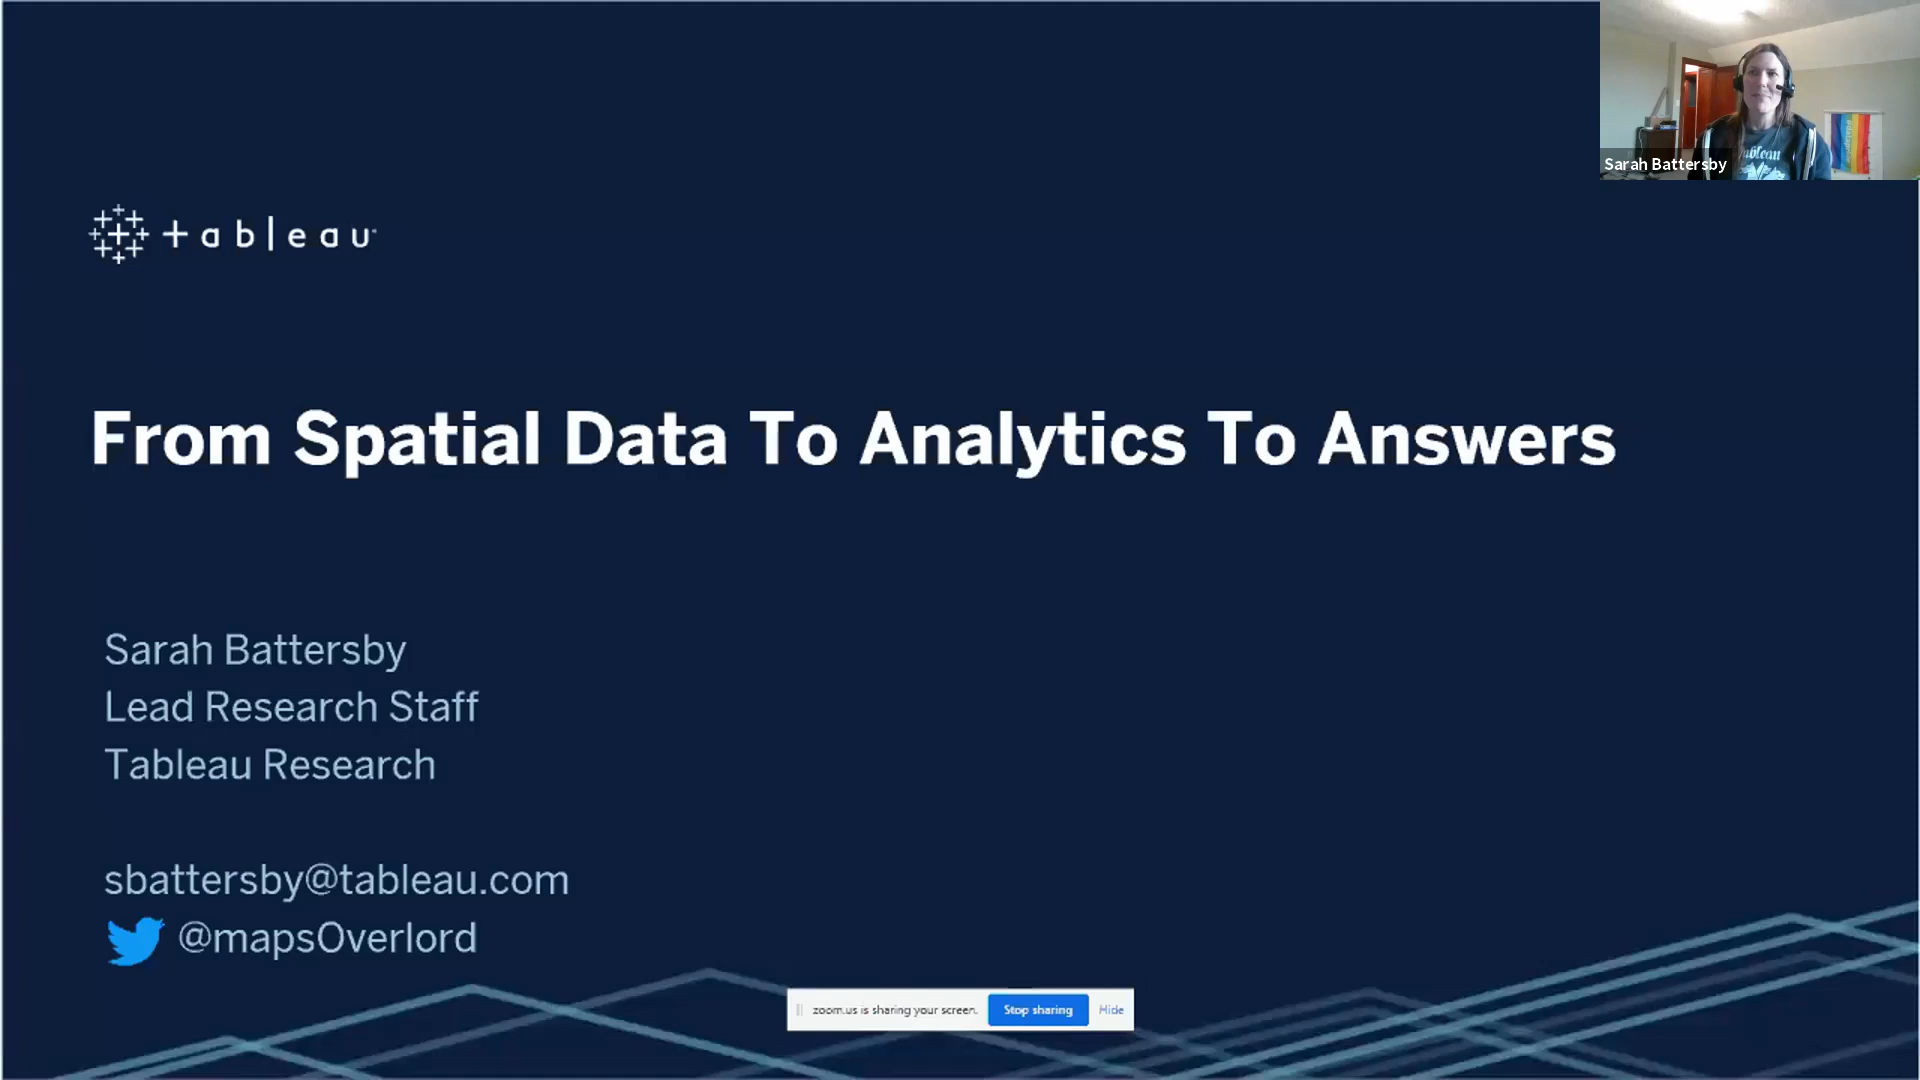 Sarah Battersby
tableau
From Spatial Data To Analytics To Answers
Sarah Battersby
Lead Research Staff
Tableau Research
sbattersby@tableau.com
@mapsOverlord
zoom.us is sharing your screen.
Stop sharing
Hide